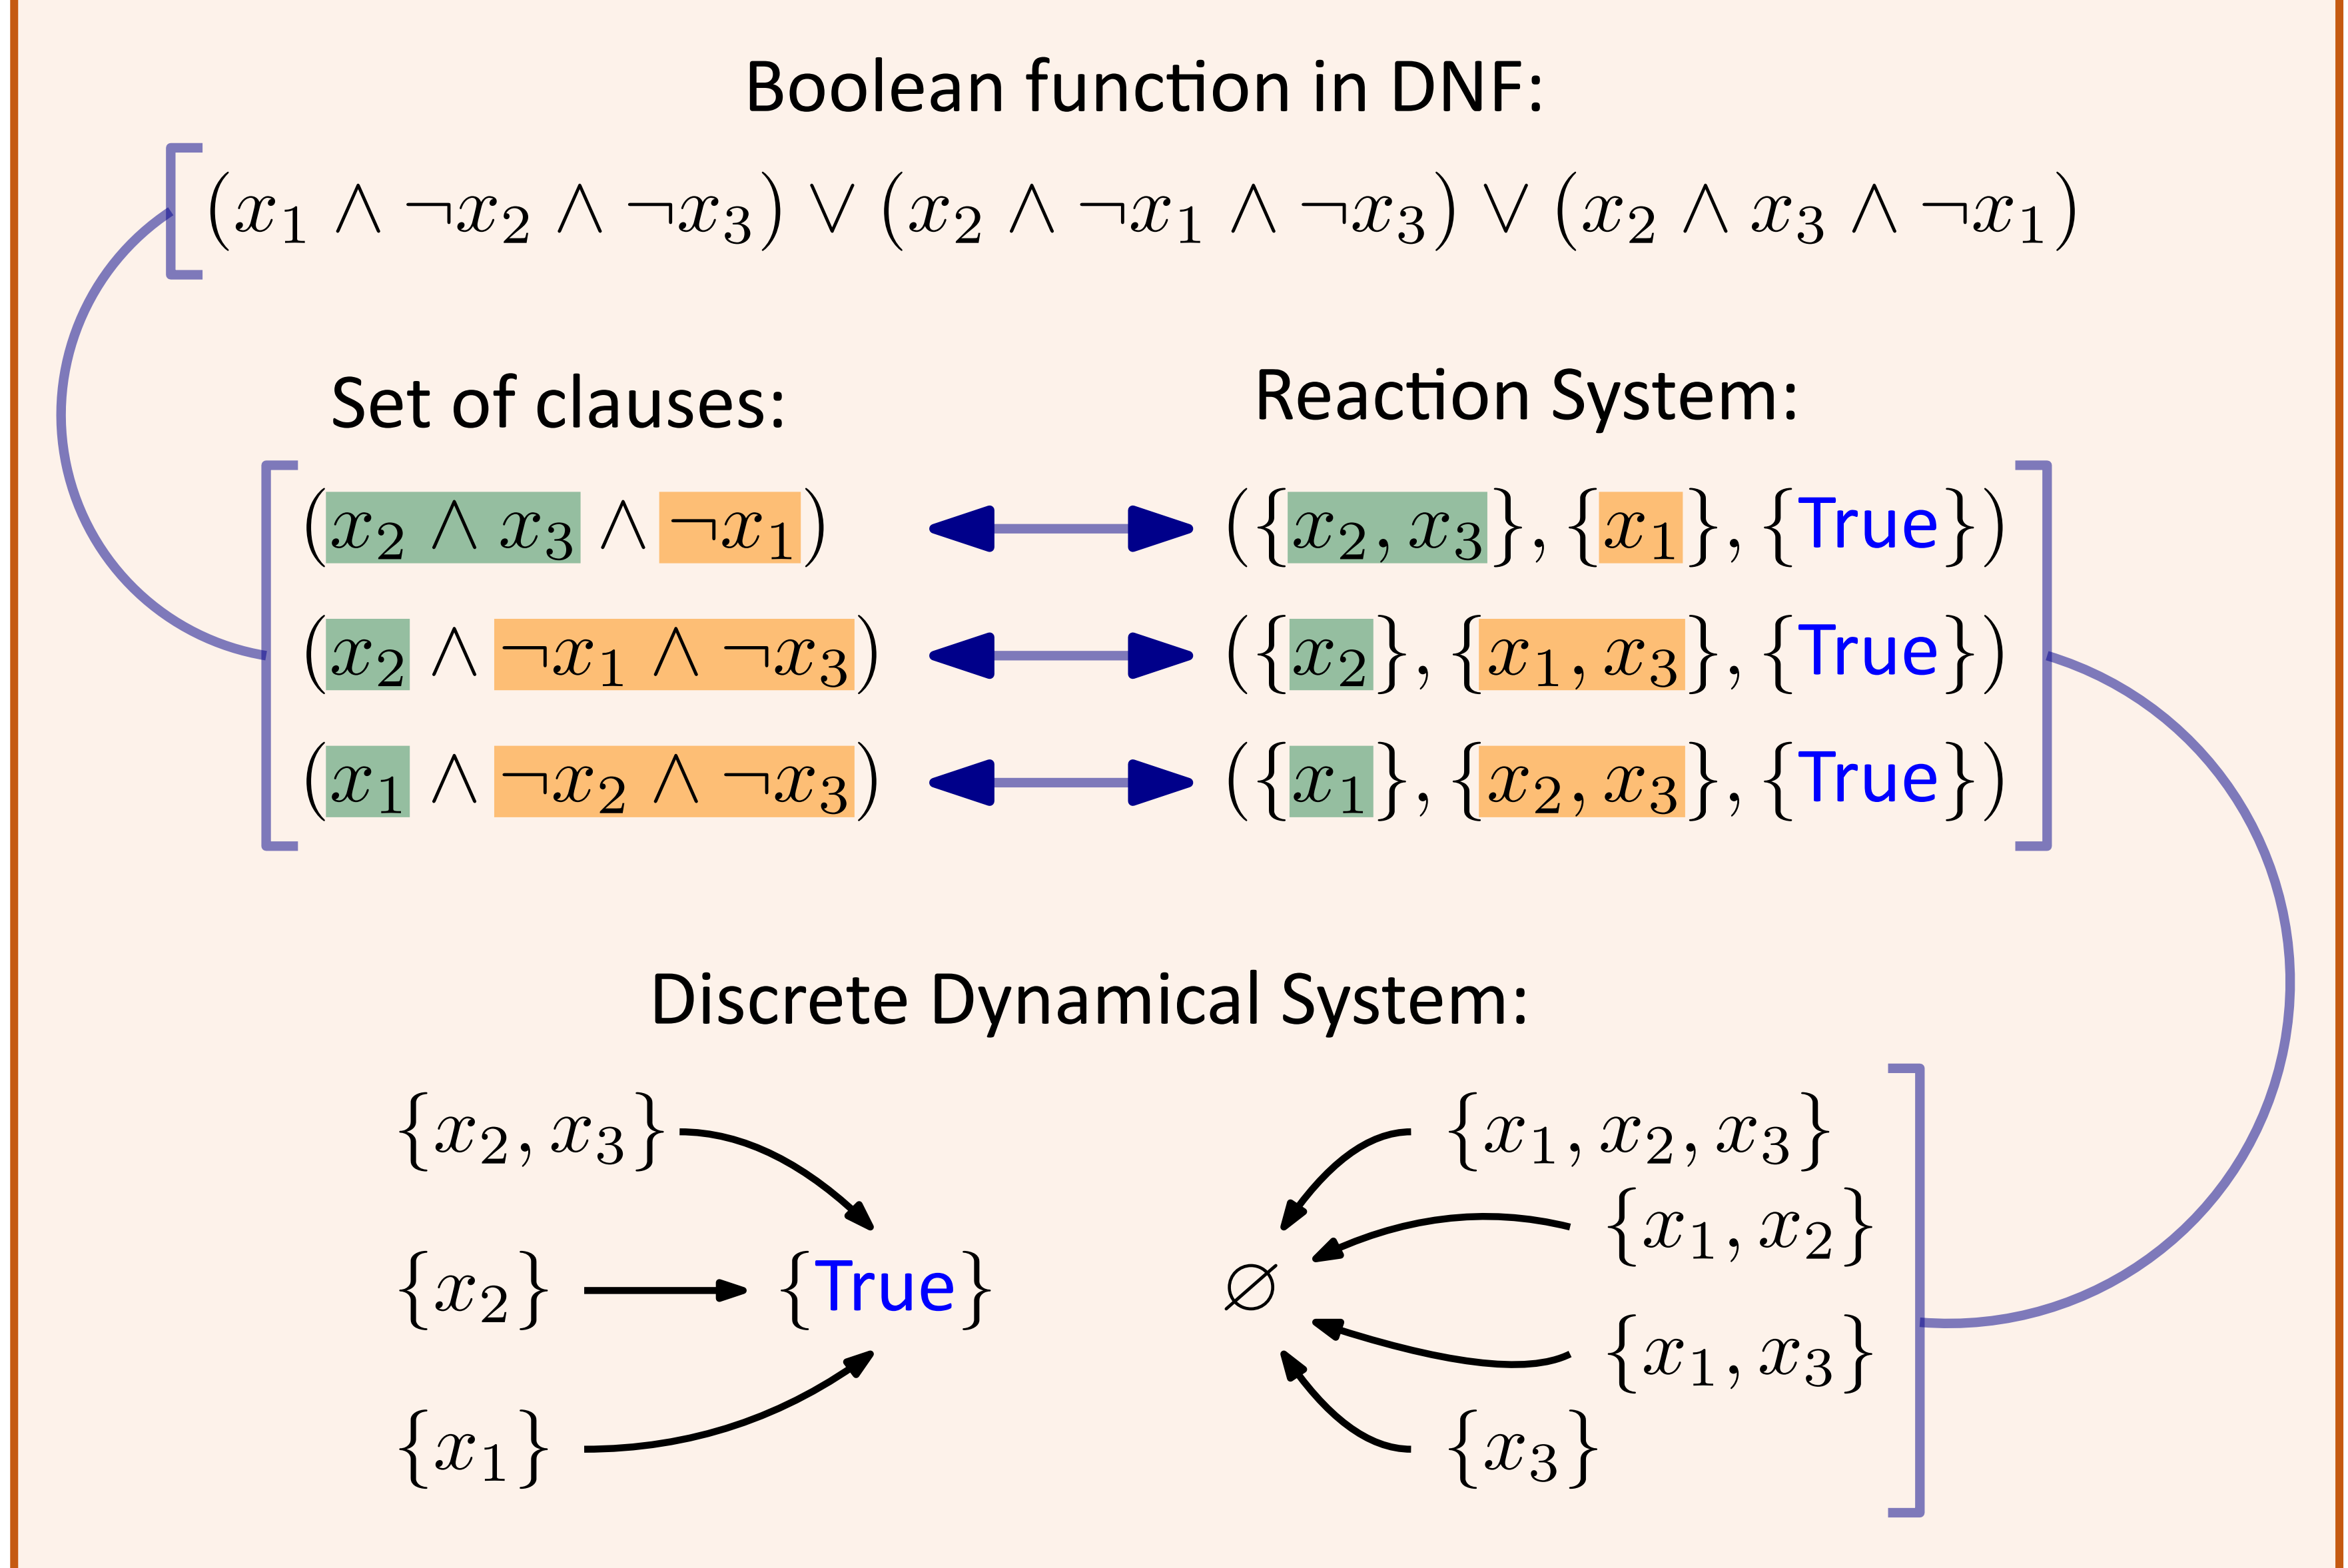 Boolean function in DNF:
(x₁ ∧ ¬x₂ ∧ ¬x₃) ∨ (x₂ ∧ ¬x₁ ∧ ¬x₃) ∨ (x₂ ∧ x₃ ∧ ¬x₁)
Set of clauses:
Reaction System:
(x₂ ∧ x₃ ∧ ¬x₁)
({x₂, x₃}, {x₁}, {True})
(x₂ ∧ ¬x₁ ∧ ¬x₃)
({x₂}, {x₁, x₃}, {True})
(x₁ ∧ ¬x₂ ∧ ¬x₃)
({x₁}, {x₂, x₃}, {True})
Discrete Dynamical System:
{x₂, x₃}
{x₂}
{x₁}
{True}
∅
{x₁, x₂, x₃}
{x₁, x₂}
{x₁, x₃}
{x₃}